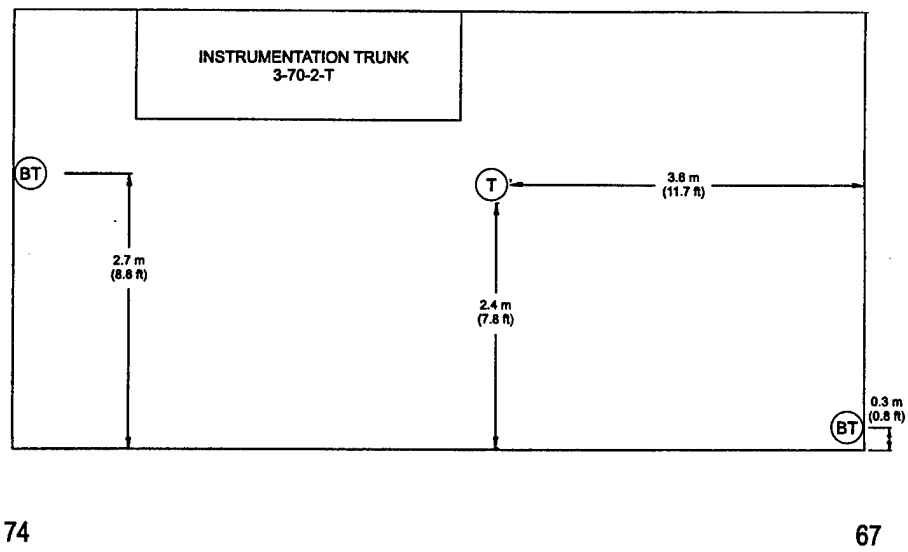 INSTRUMENTATION TRUNK
3-70-2-T
BT
T
3.6 m
(11.7 ft)
2.7 m
(8.8 ft)
2.4 m
(7.8 ft)
0.3 m
(0.8 ft)
BT
74
67